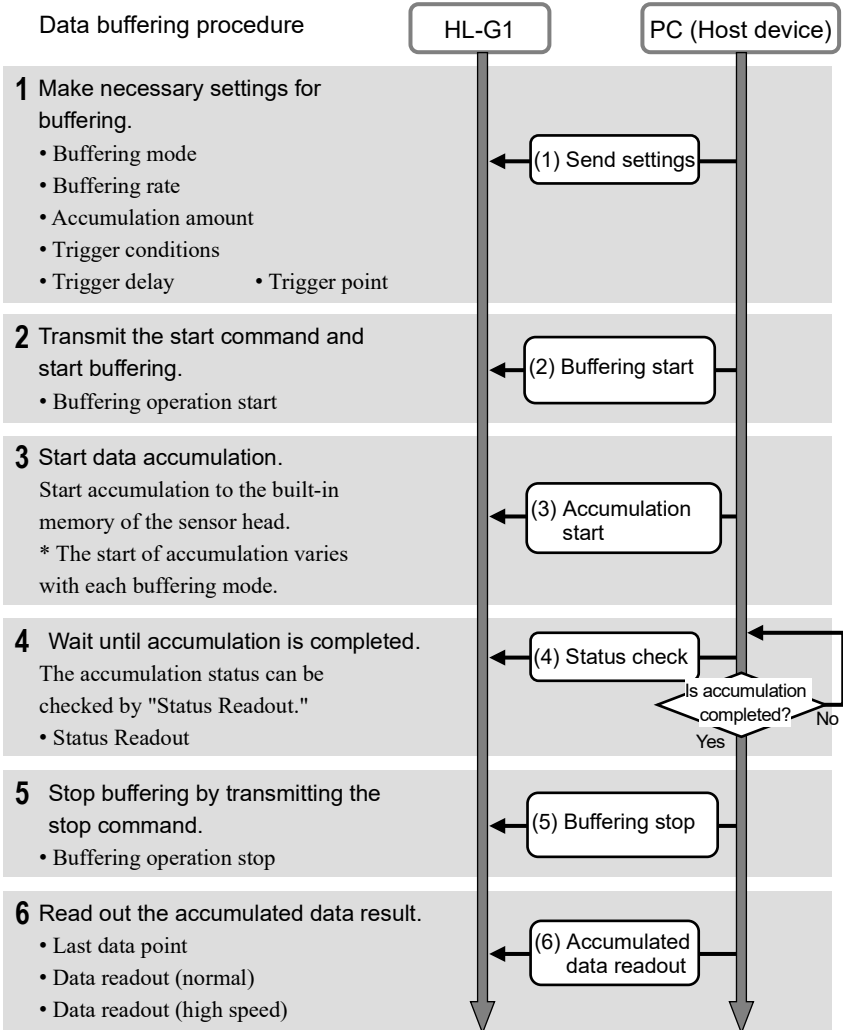 Data buffering procedure
HL-G1
PC (Host device)
1 Make necessary settings for
buffering.
• Buffering mode
• Buffering rate
• Accumulation amount
• Trigger conditions
• Trigger delay • Trigger point
(1) Send settings
2 Transmit the start command and
start buffering.
• Buffering operation start
(2) Buffering start
3 Start data accumulation.
Start accumulation to the built-in
memory of the sensor head.
* The start of accumulation varies
with each buffering mode.
(3) Accumulation
start
4 Wait until accumulation is completed.
The accumulation status can be
checked by "Status Readout."
• Status Readout
(4) Status check
Is accumulation
completed?
No
Yes
5 Stop buffering by transmitting the
stop command.
• Buffering operation stop
(5) Buffering stop
6 Read out the accumulated data result.
• Last data point
• Data readout (normal)
• Data readout (high speed)
(6) Accumulated
data readout